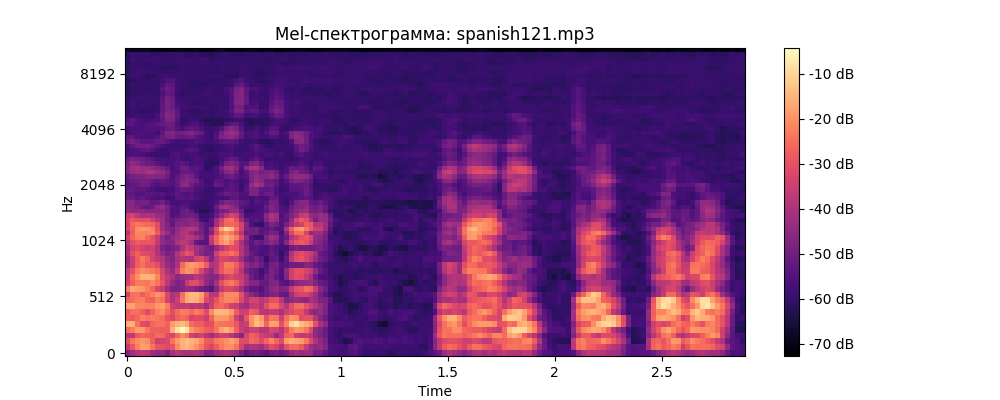 Mel-спектрограмма: spanish121.mp3
8192
4096
2048
1024
512
0
Hz
0 0.5 1 1.5 2 2.5
Time
-10 dB
-20 dB
-30 dB
-40 dB
-50 dB
-60 dB
-70 dB